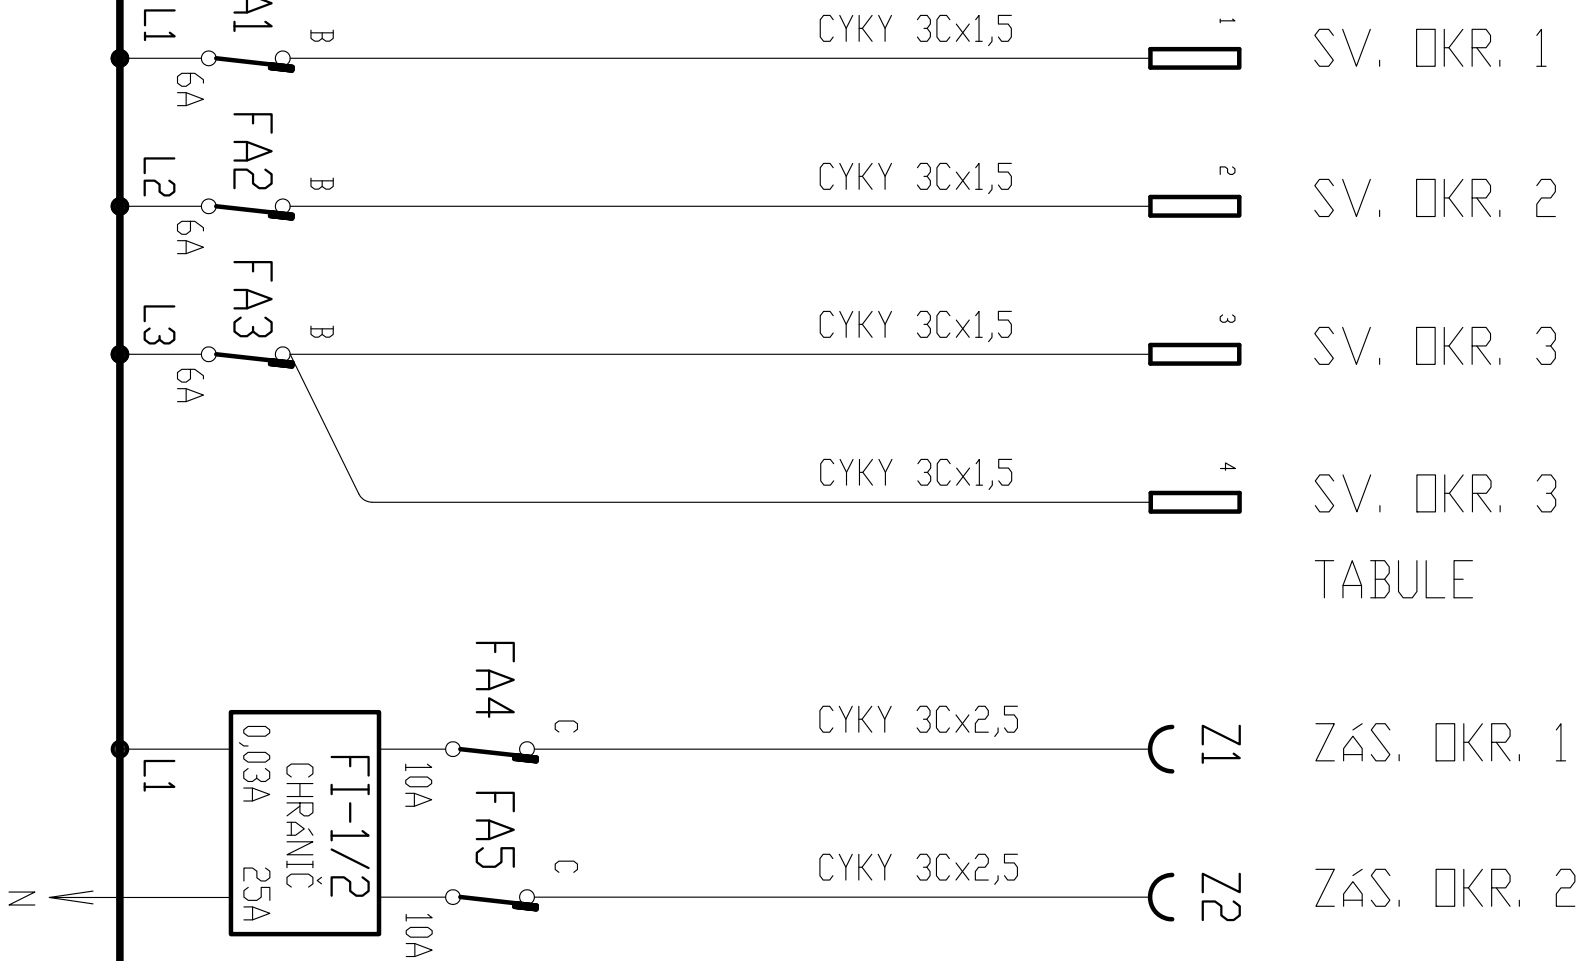 L1
A1
B
6A
CYKY 3Cx1,5
1
SV. OKR. 1
L2
FA2
B
6A
CYKY 3Cx1,5
2
SV. OKR. 2
L3
FA3
B
6A
CYKY 3Cx1,5
3
SV. OKR. 3
CYKY 3Cx1,5
4
SV. OKR. 3
TABULE
L1
FI-1/2
CHRÁNIČ
0,03A 25A
FA4
C
10A
CYKY 3Cx2,5
Z1
ZÁS. OKR. 1
N
FA5
C
10A
CYKY 3Cx2,5
Z2
ZÁS. OKR. 2